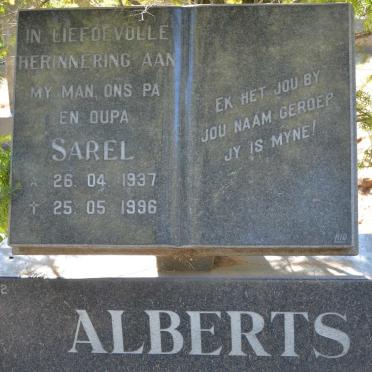 IN LIEFDEVOLLE
HERINNERING AAN
MY MAN, ONS PA
EN OUPA
SAREL
☆ 26. 04. 1937
✝ 25. 05. 1996
EK HET JOU BY
JOU NAAM GEROEP
JY IS MYNE!
ALBERTS